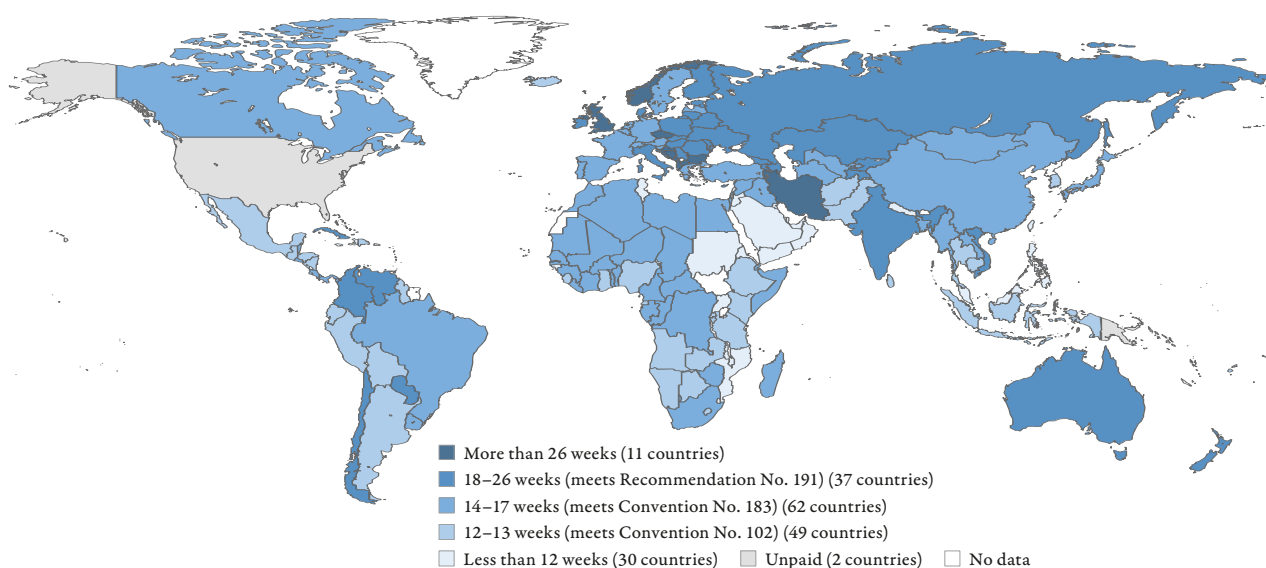 More than 26 weeks (11 countries)
18–26 weeks (meets Recommendation No. 191) (37 countries)
14–17 weeks (meets Convention No. 183) (62 countries)
12–13 weeks (meets Convention No. 102) (49 countries)
Less than 12 weeks (30 countries) Unpaid (2 countries) No data